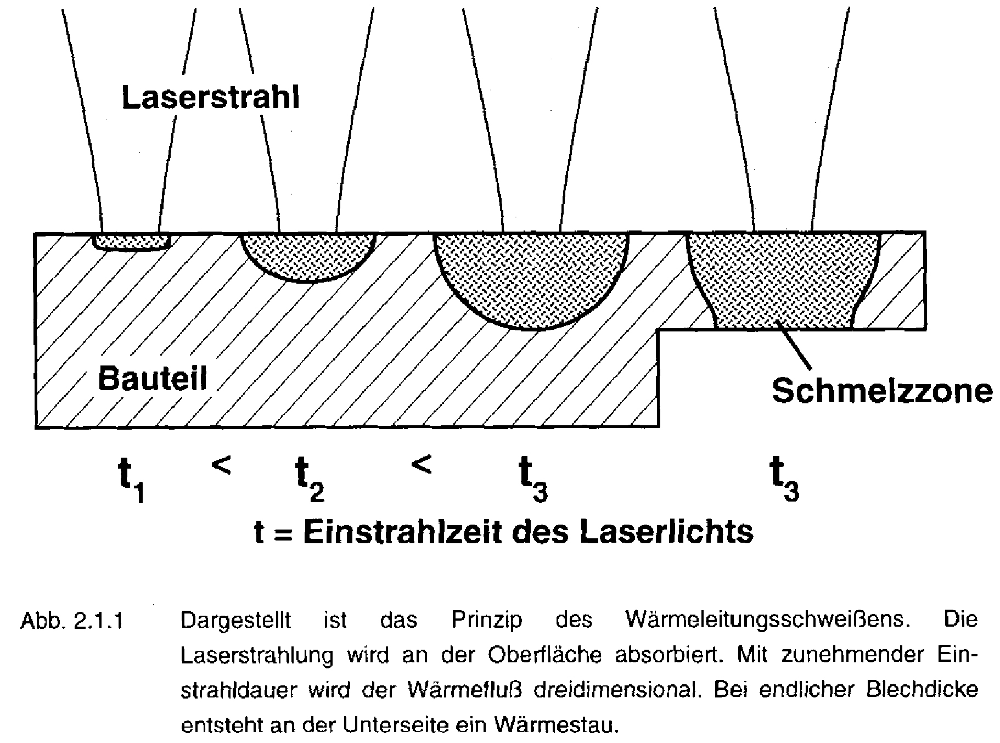 Laserstrahl
Bauteil
Schmelzzone
t1 < t2 < t3 t3
t = Einstrahlzeit des Laserlichts
Abb. 2.1.1 Dargestellt ist das Prinzip des Wärmeleitungsschweißens. Die
Laserstrahlung wird an der Oberfläche absorbiert. Mit zunehmender Ein-
strahldauer wird der Wärmefluß dreidimensional. Bei endlicher Blechdicke
entsteht an der Unterseite ein Wärmestau.